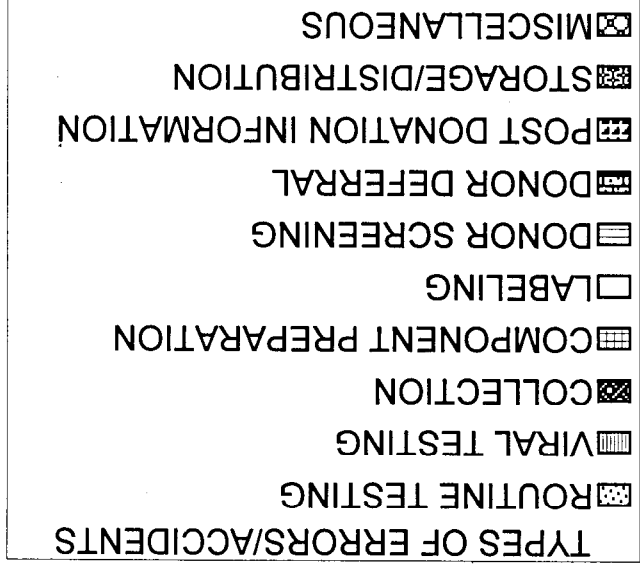 TYPES OF ERRORS/ACCIDENTS
ROUTINE TESTING
VIRAL TESTING
COLLECTION
COMPONENT PREPARATION
LABELING
DONOR SCREENING
DONOR DEFERRAL
POST DONATION INFORMATION
STORAGE/DISTRIBUTION
MISCELLANEOUS